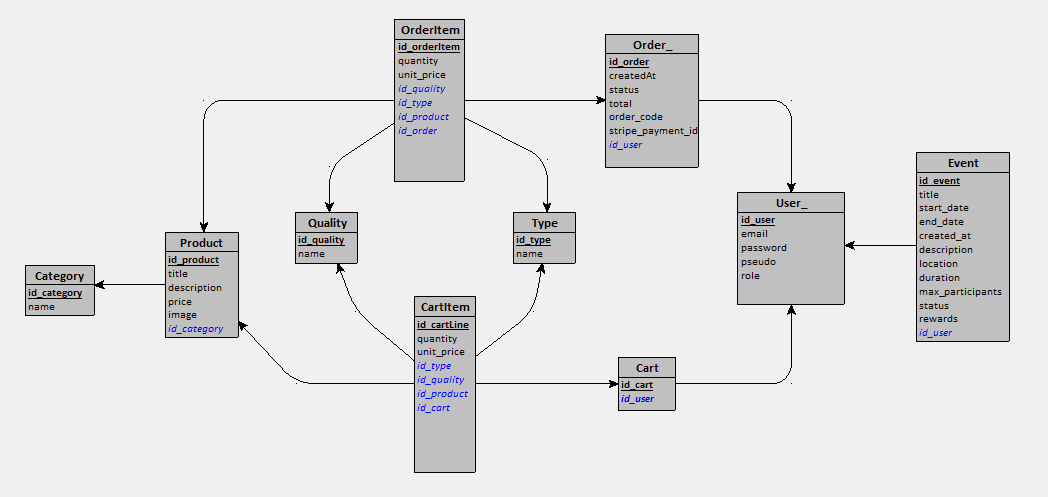 OrderItem
id_orderItem
quantity
unit_price
id_quality
id_type
id_product
id_order
Order_
id_order
createdAt
status
total
order_code
stripe_payment_id
id_user
Event
id_event
title
start_date
end_date
created_at
description
location
duration
max_participants
status
rewards
id_user
User_
id_user
email
password
pseudo
role
Quality
id_quality
name
Type
id_type
name
Product
id_product
title
description
price
image
id_category
Category
id_category
name
CartItem
id_cartLine
quantity
unit_price
id_type
id_quality
id_product
id_cart
Cart
id_cart
id_user